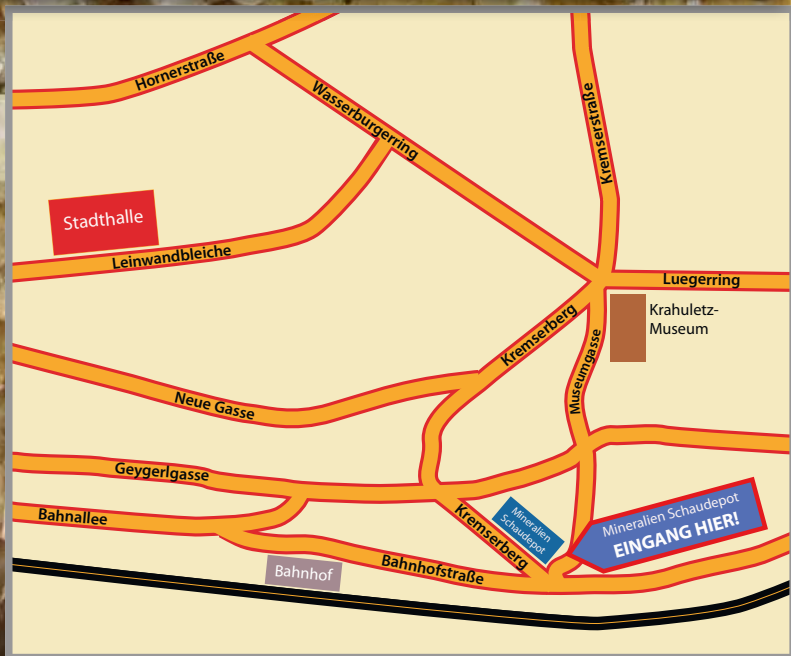 Hornerstraße
Wasserburgerring
Kremserstraße
Stadthalle
Leinwandbleiche
Luegerring
Krahuletz-
Museum
Kremserberg
Museumgasse
Neue Gasse
Geygerlgasse
Bahnallee
Mineralien
Schaudepot
Mineralien Schaudepot
EINGANG HIER!
Kremserberg
Bahnhof
Bahnhofstraße